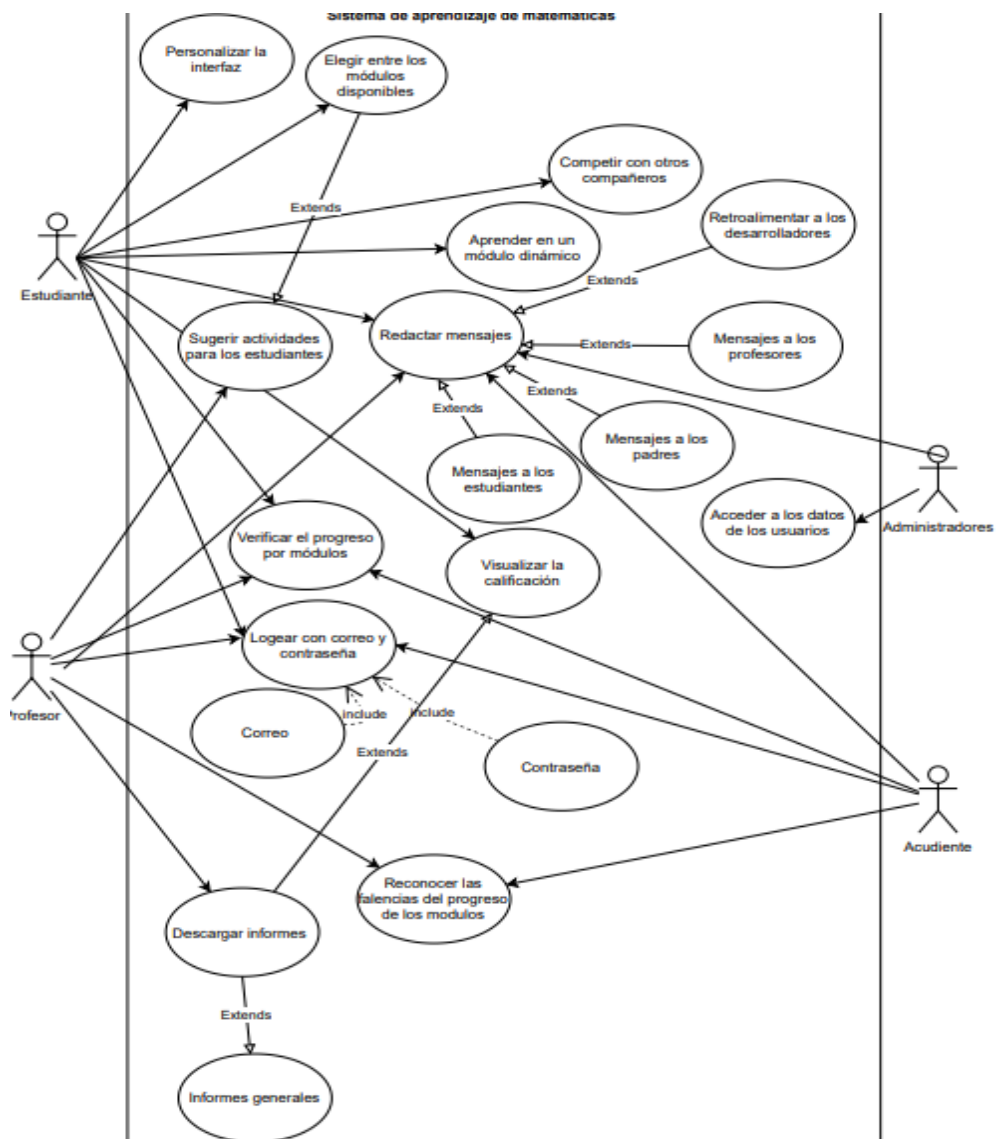 Sistema de aprendizaje de matemáticas
Personalizar la
interfaz
Elegir entre los
módulos
disponibles
Competir con otros
compañeros
Retroalimentar a los
desarrolladores
Extends
Aprender en un
módulo dinámico
Extends
Estudiante
Sugerir actividades
para los estudiantes
Redactar mensajes
Extends
Mensajes a los
profesores
Extends
Extends
Mensajes a los
padres
Mensajes a los
estudiantes
Acceder a los datos
de los usuarios
Administradores
Verificar el progreso
por módulos
Visualizar la
calificación
Logear con correo y
contraseña
Profesor
include
include
Correo
Extends
Contraseña
Acudiente
Reconocer las
falencias del progreso
de los modulos
Descargar informes
Extends
Informes generales